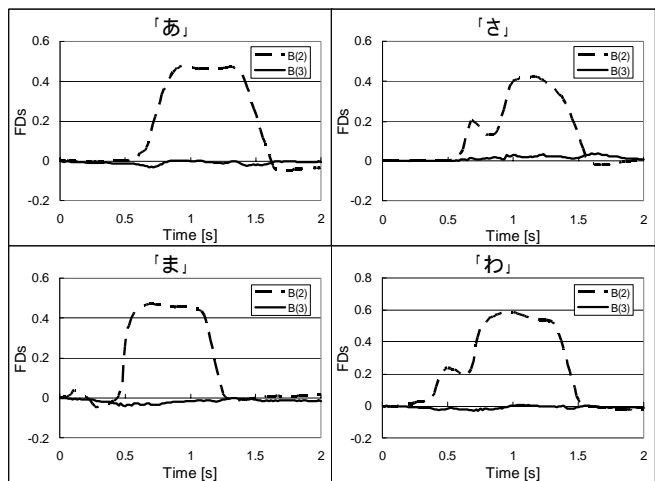 「あ」
0.6
0.4
0.2
0
-0.2
FDs
B(2)
B(3)
0 0.5 1 1.5 2
Time [s]
「さ」
0.6
0.4
0.2
0
-0.2
FDs
B(2)
B(3)
0 0.5 1 1.5 2
Time [s]
「ま」
0.6
0.4
0.2
0
-0.2
FDs
B(2)
B(3)
0 0.5 1 1.5 2
Time [s]
「わ」
0.8
0.6
0.4
0.2
0
-0.2
FDs
B(2)
B(3)
0 0.5 1 1.5 2
Time [s]